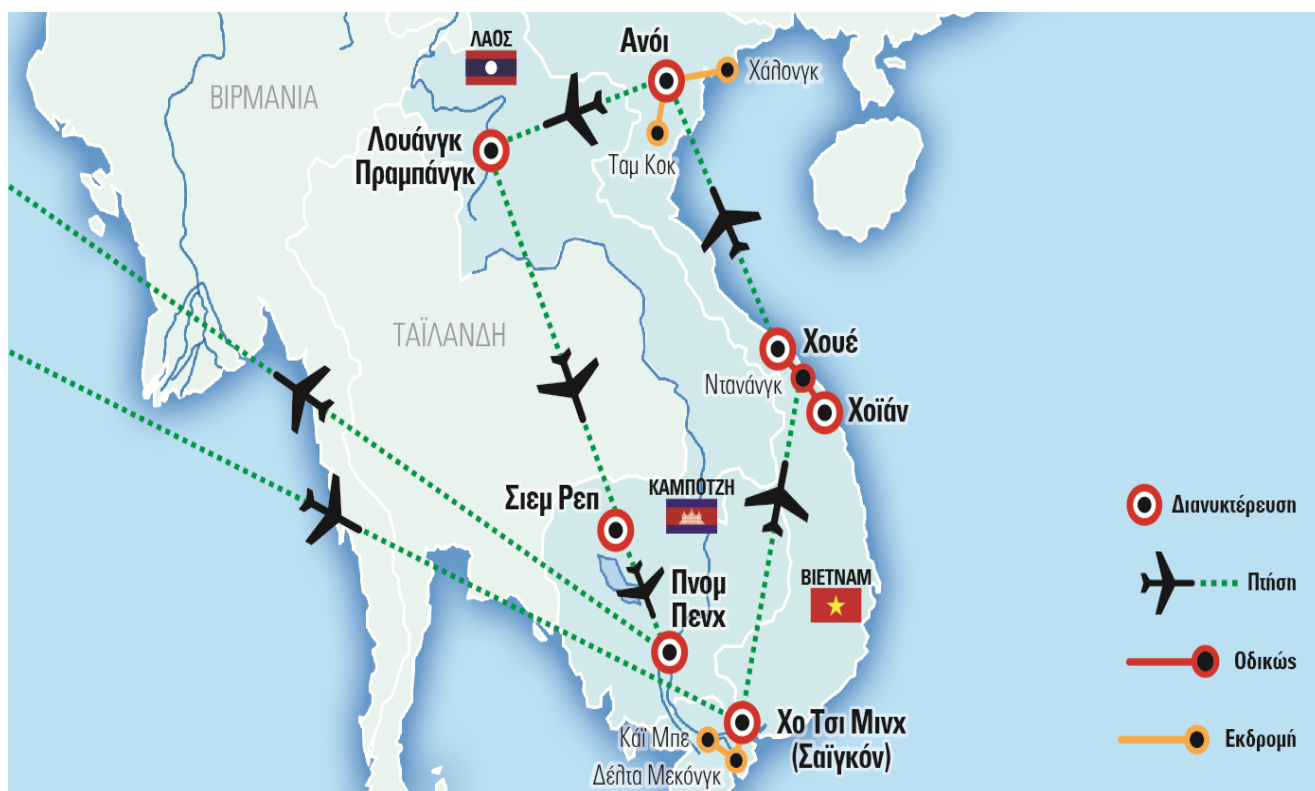 ΛΑΟΣ
Ανόι
Χάλονγκ
ΒΙΡΜΑΝΙΑ
Λουάνγκ
Πραμπάνγκ
Ταμ Κοκ
ΤΑΪΛΑΝΔΗ
Χουέ
Ντανάνγκ
Χοϊάν
Σιεμ Ρεπ
ΚΑΜΠΟΤΖΗ
Διανυκτέρευση
Πνομ
Πενχ
ΒΙΕΤΝΑΜ
Πτήση
Οδικώς
Χο Τσι Μινχ
(Σαϊγκόν)
Κάϊ Μπε
Δέλτα Μεκόνγκ
Εκδρομή